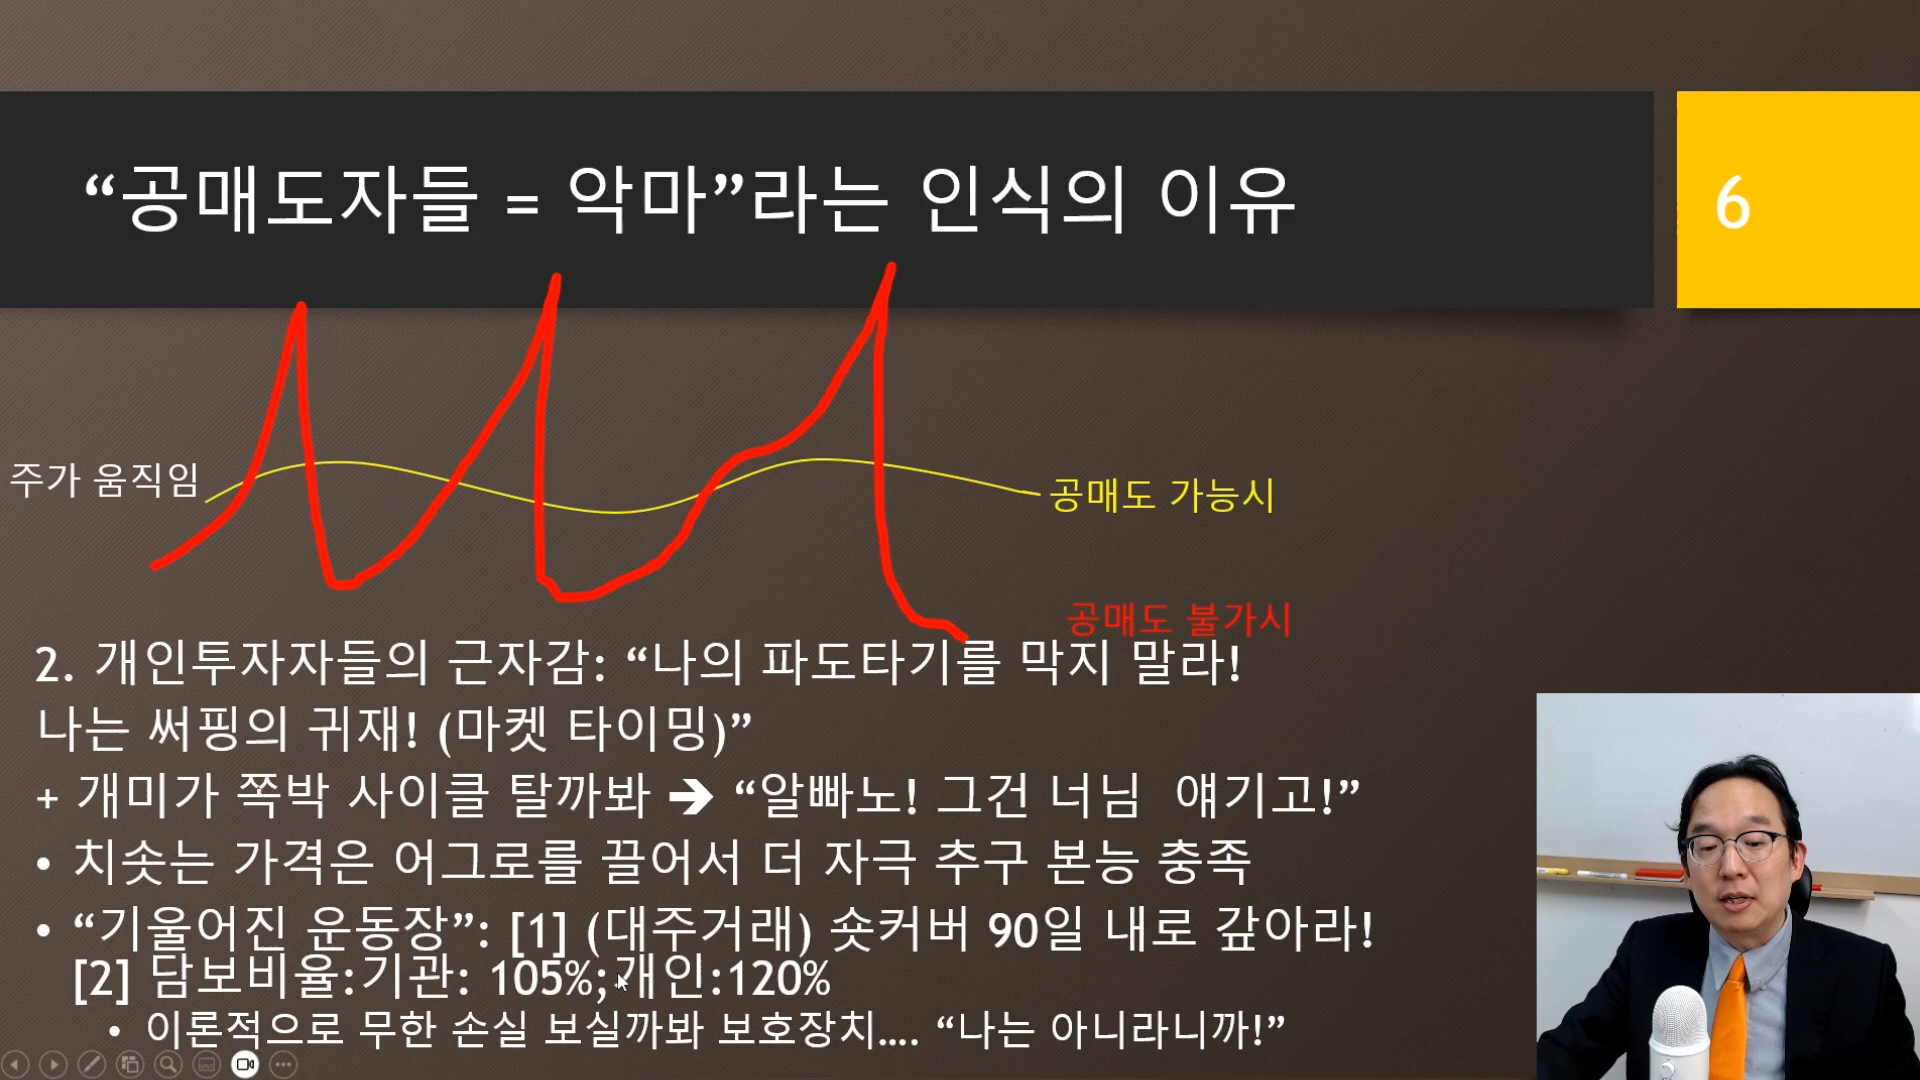 “공매도자들 = 악마”라는 인식의 이유
6
주가 움직임
공매도 가능시
공매도 불가시
2. 개인투자자들의 근자감: “나의 파도타기를 막지 말라!
나는 써핑의 귀재! (마켓 타이밍)”
+ 개미가 쪽박 사이클 탈까봐 ➔ “알빠노! 그건 너님 얘기고!”
• 치솟는 가격은 어그로를 끌어서 더 자극 추구 본능 충족
• “기울어진 운동장”: [1] (대주거래) 숏커버 90일 내로 갚아라!
[2] 담보비율:기관: 105%;개인:120%
• 이론적으로 무한 손실 보실까봐 보호장치…. “나는 아니라니까!”